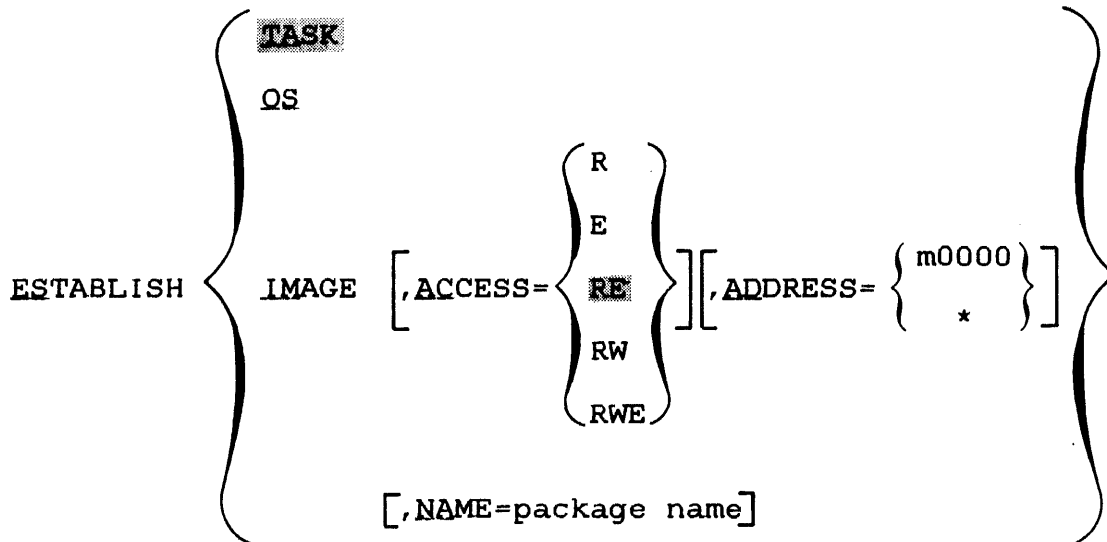 TASK
OS
R
E
ESTABLISH IMAGE [,ACCESS= RE ][,ADDRESS= { m0000 * } ]
RW
RWE
[,NAME=package name]